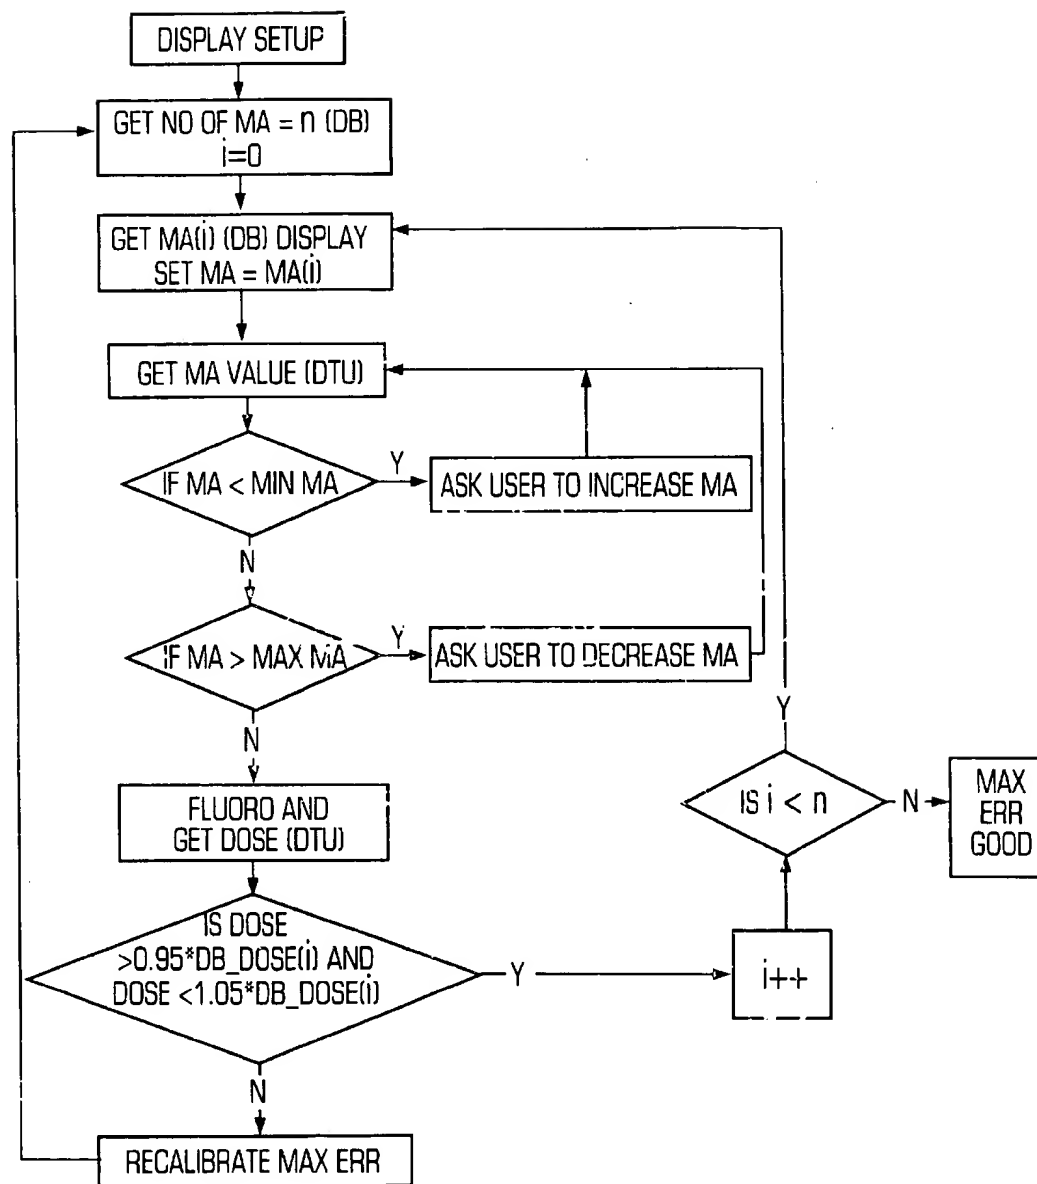 DISPLAY SETUP
GET NO OF MA = n (DB)
i=0
GET MA(i) (DB) DISPLAY
SET MA = MA(i)
GET MA VALUE (DTU)
IF MA < MIN MA
Y
ASK USER TO INCREASE MA
N
IF MA > MAX MA
Y
ASK USER TO DECREASE MA
N
FLUORO AND
GET DOSE (DTU)
IS DOSE
>0.95*DB_DOSE(i) AND
DOSE <1.05*DB_DOSE(i)
Y
i++
IS i < n
Y
N
MAX
ERR
GOOD
N
RECALIBRATE MAX ERR